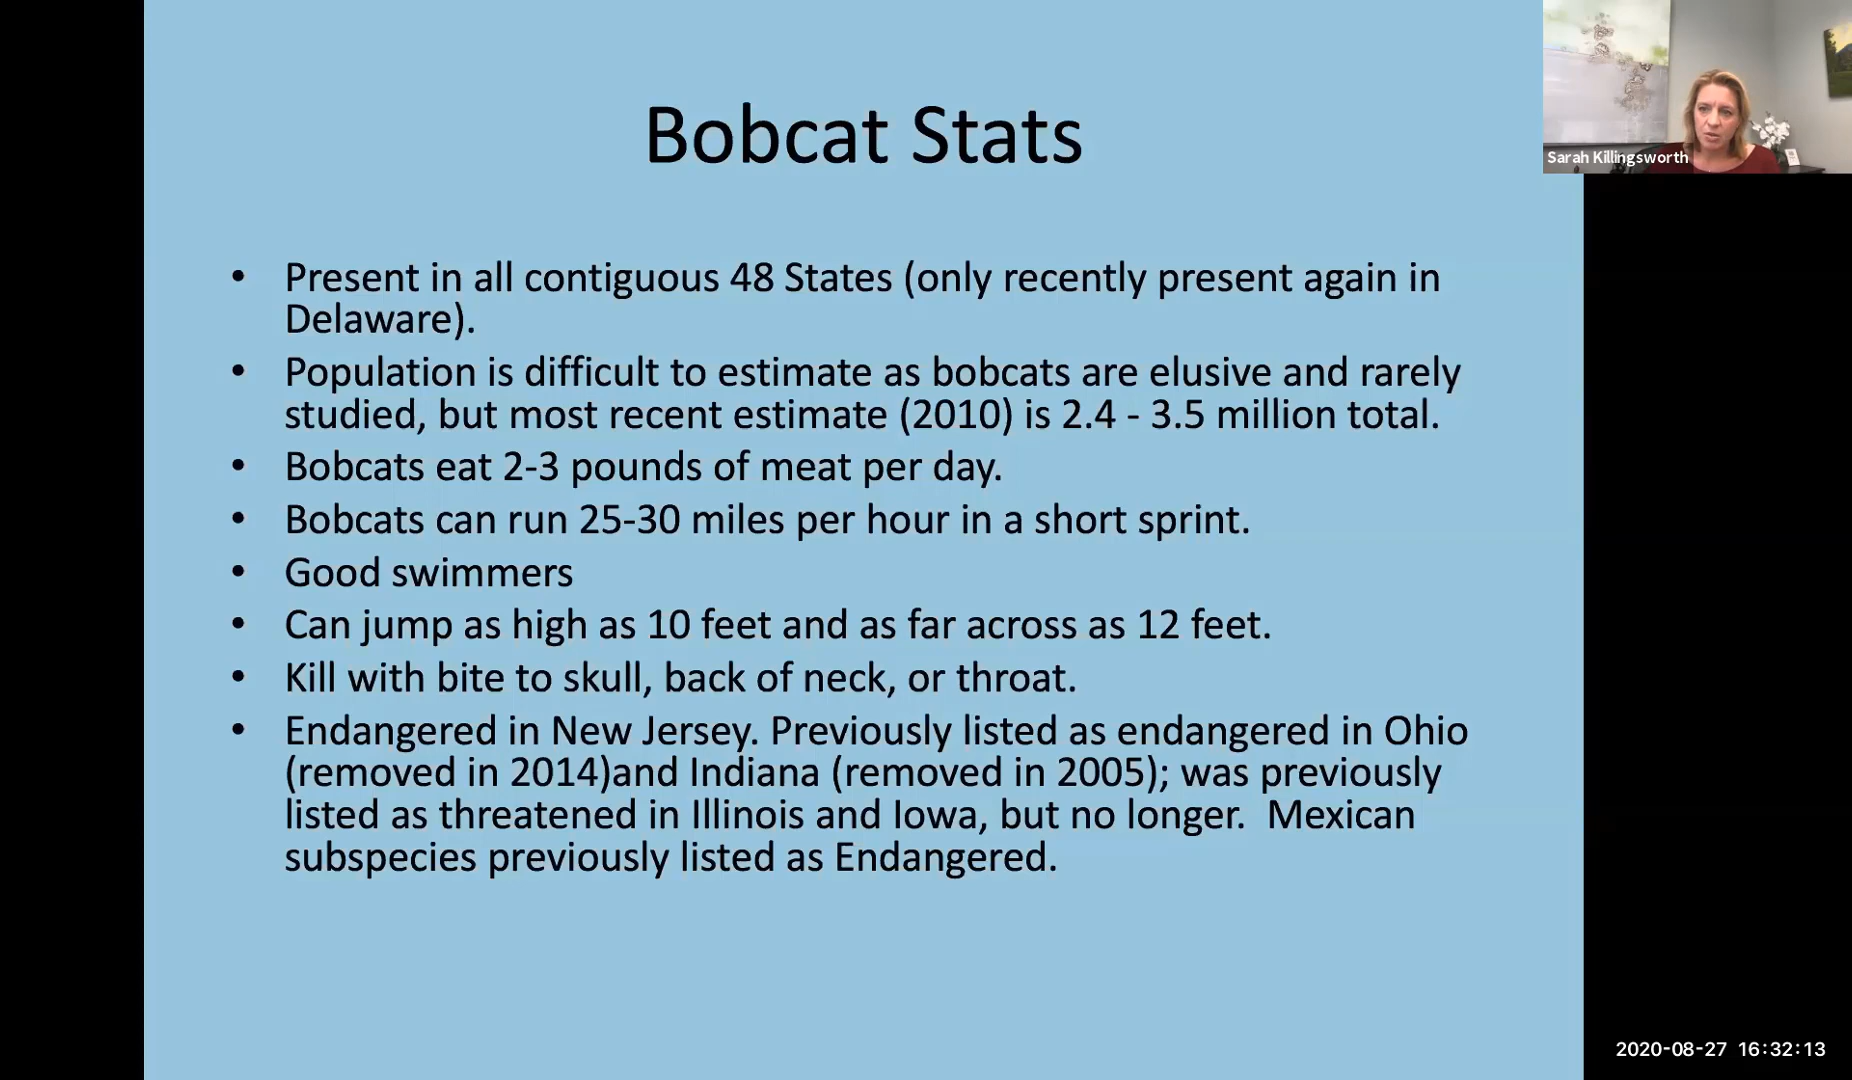 Bobcat Stats
Sarah Killingsworth
• Present in all contiguous 48 States (only recently present again in
Delaware).
• Population is difficult to estimate as bobcats are elusive and rarely
studied, but most recent estimate (2010) is 2.4 - 3.5 million total.
• Bobcats eat 2-3 pounds of meat per day.
• Bobcats can run 25-30 miles per hour in a short sprint.
• Good swimmers
• Can jump as high as 10 feet and as far across as 12 feet.
• Kill with bite to skull, back of neck, or throat.
• Endangered in New Jersey. Previously listed as endangered in Ohio
(removed in 2014)and Indiana (removed in 2005); was previously
listed as threatened in Illinois and Iowa, but no longer.  Mexican
subspecies previously listed as Endangered.
2020-08-27 16:32:13